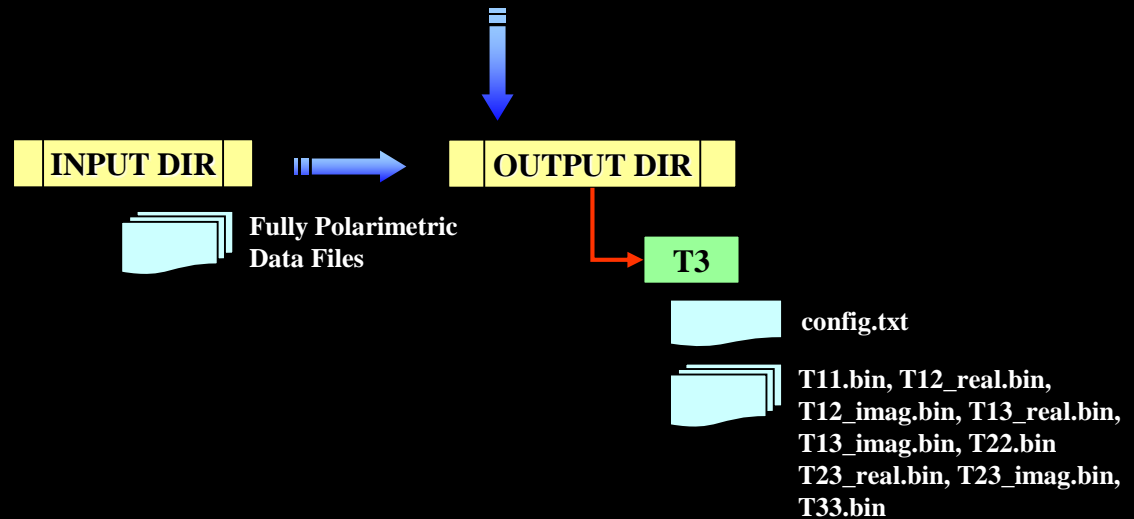 INPUT DIR
OUTPUT DIR
Fully Polarimetric
Data Files
T3
config.txt
T11.bin, T12_real.bin,
T12_imag.bin, T13_real.bin,
T13_imag.bin, T22.bin
T23_real.bin, T23_imag.bin,
T33.bin